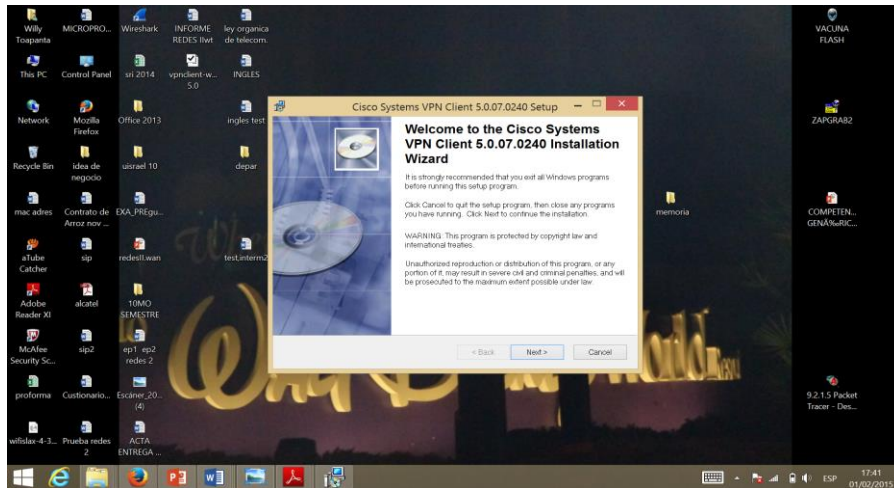 Willy
Toapanta
MICROPRO...
Wireshark
INFORME
REDES IIwt
ley organica
de telecom.
VACUNA
FLASH
This PC
Control Panel
sri 2014
vpnclient-w...
5.0
INGLES
Network
Mozilla
Firefox
Office 2013
ingles test
ZAPGRAB2
Recycle Bin
idea de
negocio
uisrael 10
depar
mac adres
Contrato de
Arroz nov ...
EXA_PREgu...
memoria
COMPETEN...
GENÃ‰RIC...
aTube
Catcher
sip
redesII.wan
test,interm2
Adobe
Reader XI
alcatel
10MO
SEMESTRE
McAfee
Security Sc...
sip2
ep1 ep2
redes 2
proforma
Custionario...
Escáner_20...
(4)
9.2.1.5 Packet
Tracer - Des...
wifislax-4-3...
Prueba redes
2
ACTA
ENTREGA ...
Cisco Systems VPN Client 5.0.07.0240 Setup
Welcome to the Cisco Systems
VPN Client 5.0.07.0240 Installation
Wizard
It is strongly recommended that you exit all Windows programs
before running this setup program.
Click Cancel to quit the setup program, then close any programs
you have running. Click Next to continue the installation.
WARNING: This program is protected by copyright law and
international treaties.
Unauthorized reproduction or distribution of this program, or any
portion of it, may result in severe civil and criminal penalties, and will
be prosecuted to the maximum extent possible under law.
< Back
Next >
Cancel
ESP
17:41
01/02/2015